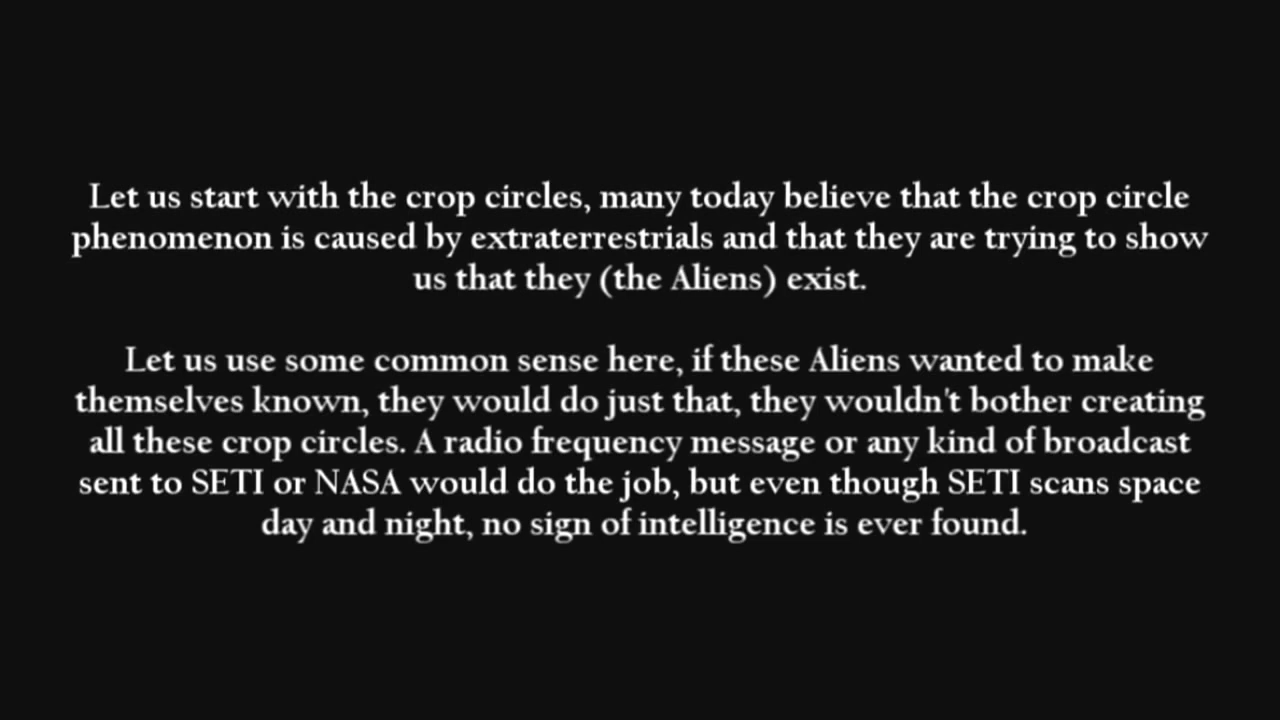 Let us start with the crop circles, many today believe that the crop circle
phenomenon is caused by extraterrestrials and that they are trying to show
us that they (the Aliens) exist.
Let us use some common sense here, if these Aliens wanted to make
themselves known, they would do just that, they wouldn't bother creating
all these crop circles. A radio frequency message or any kind of broadcast
sent to SETI or NASA would do the job, but even though SETI scans space
day and night, no sign of intelligence is ever found.